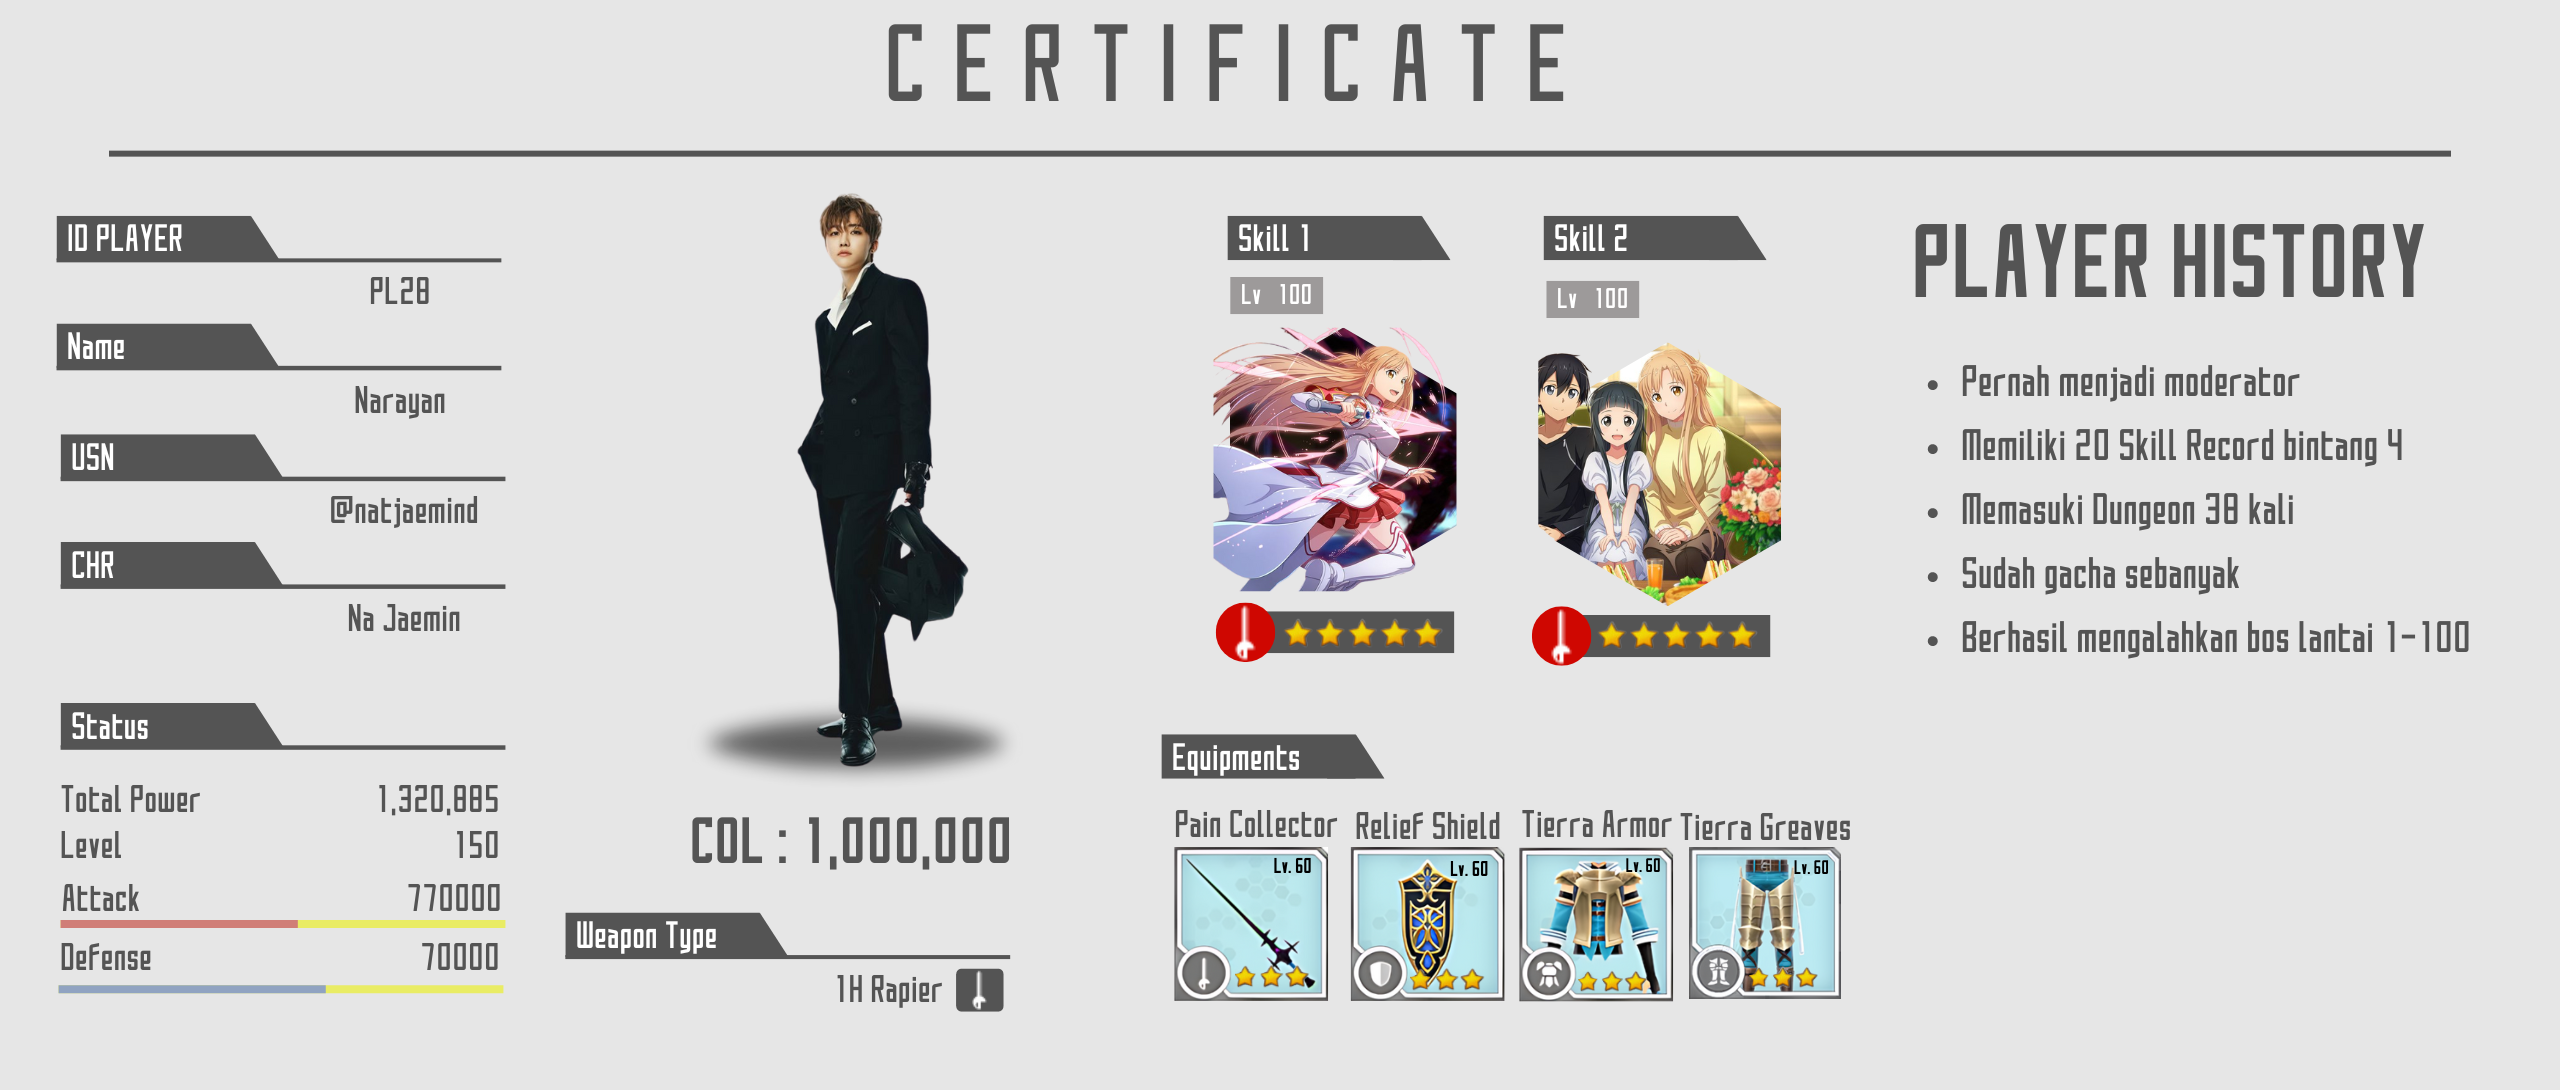 CERTIFICATE
ID PLAYER
PL28
Name
Narayan
USN
@natjaemind
CHR
Na Jaemin
Status
Total Power 1,320,885
Level 150
Attack 770000
Defense 70000
COL : 1,000,000
Weapon Type
1H Rapier
Skill 1
Lv 100
Skill 2
Lv 100
Equipments
Pain Collector
Lv. 60
Relief Shield
Lv. 60
Tierra Armor
Lv. 60
Tierra Greaves
Lv. 60
PLAYER HISTORY
• Pernah menjadi moderator
• Memiliki 20 Skill Record bintang 4
• Memasuki Dungeon 38 kali
• Sudah gacha sebanyak
• Berhasil mengalahkan bos lantai 1-100